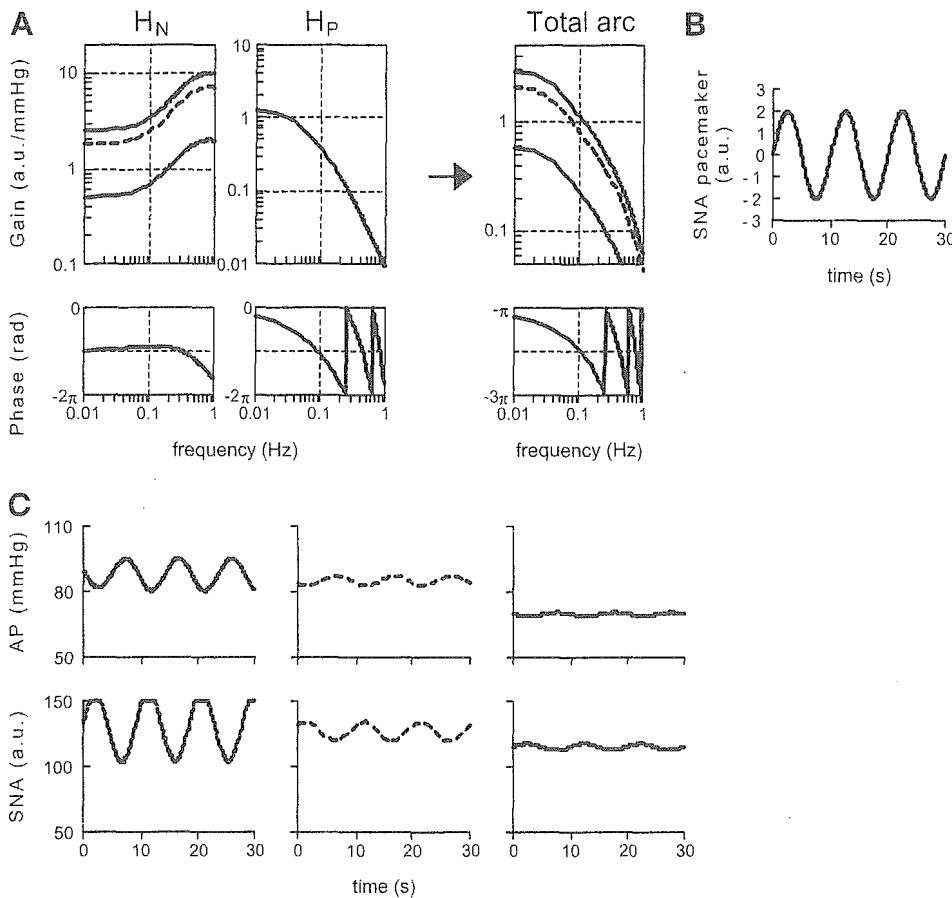 A
H_N
H_P
Total arc
B
Gain (a.u./mmHg)
10
1
0.1
10
1
0.1
0.01
1
0.1
SNA pacemaker
(a.u.)
3
2
1
0
- 1
- 2
- 3
0 10 20 30
time (s)
Phase (rad)
0
-2π
0.01 0.1 1
0
-2π
0.01 0.1 1
-π
-3π
0.01 0.1 1
frequency (Hz)
frequency (Hz)
C
AP (mmHg)
110
80
50
SNA (a.u.)
150
100
50
0 10 20 30
0 10 20 30
0 10 20 30
time (s)
time (s)